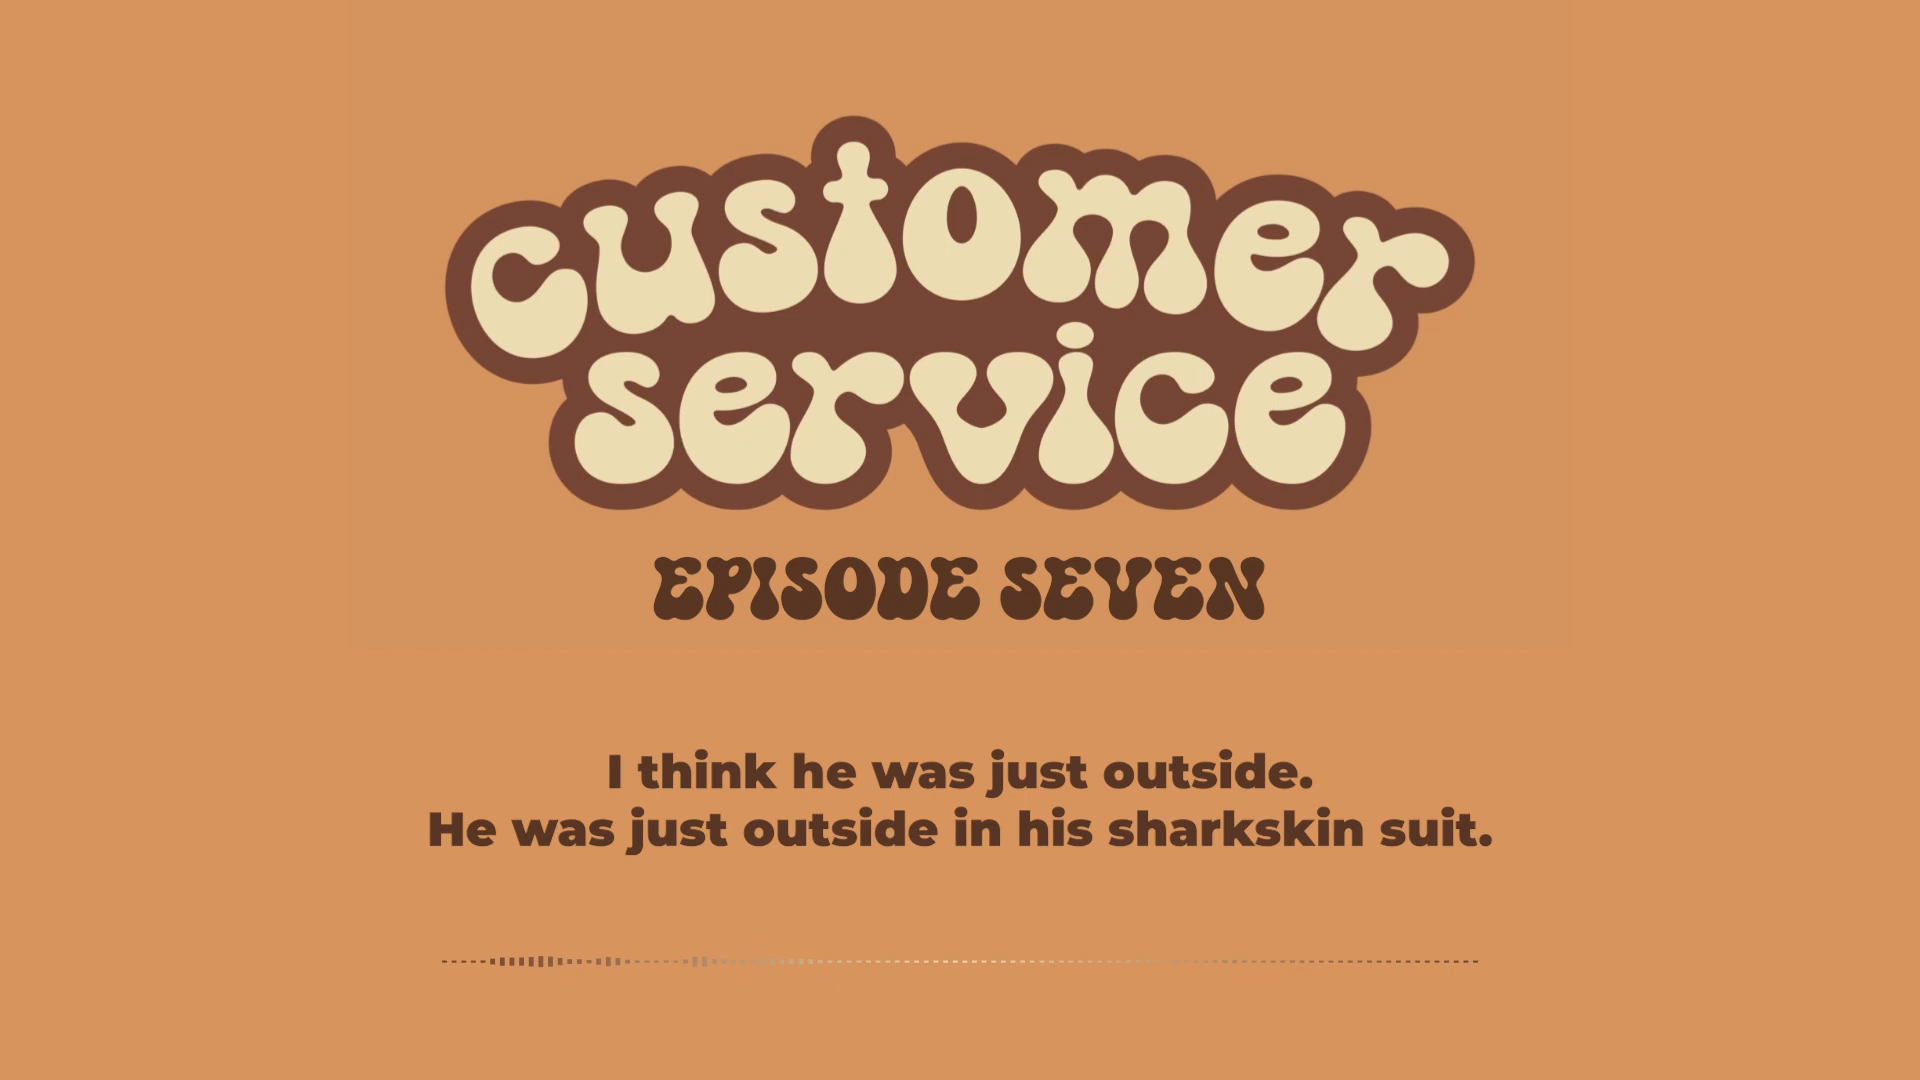 customer
service
EPISODE SEVEN
I think he was just outside.
He was just outside in his sharkskin suit.